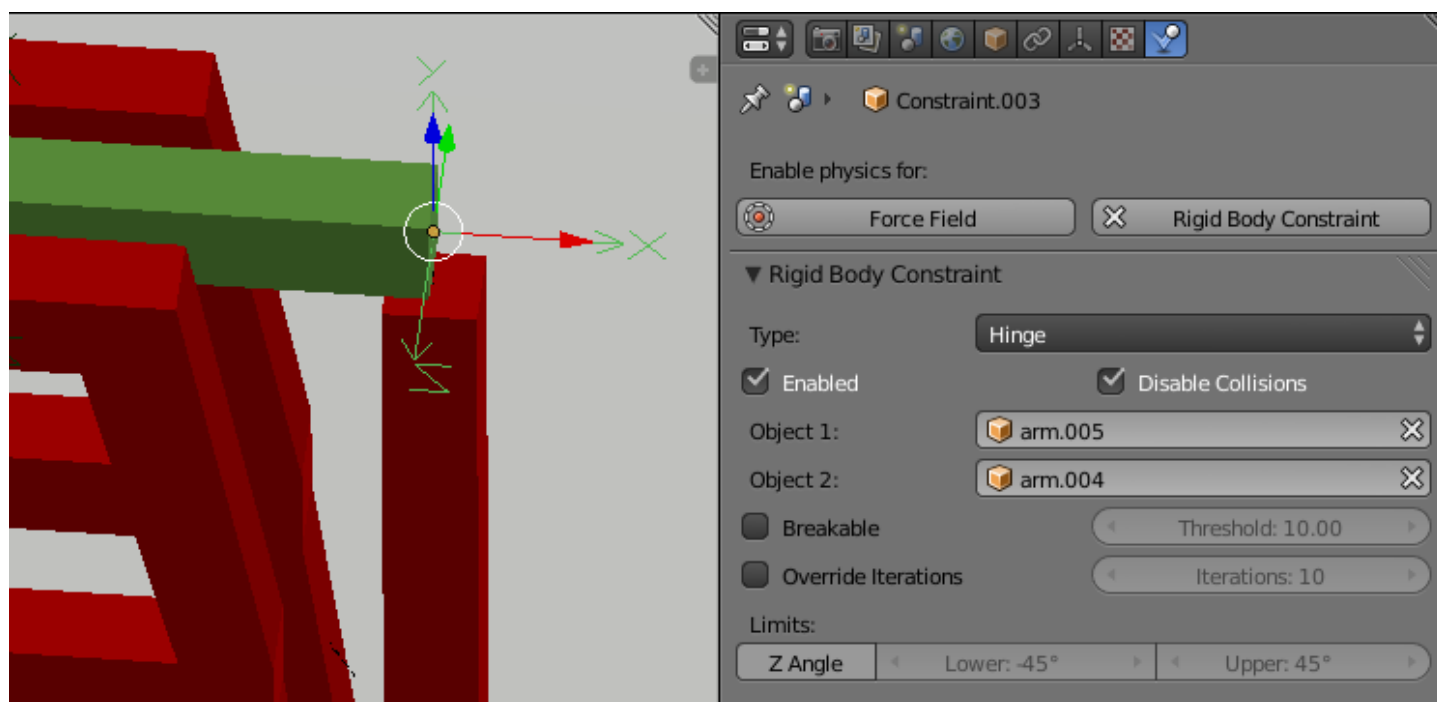 Constraint.003
Enable physics for:
Force Field
Rigid Body Constraint
Rigid Body Constraint
Type:
Hinge
Enabled
Disable Collisions
Object 1:
arm.005
Object 2:
arm.004
Breakable
Threshold: 10.00
Override Iterations
Iterations: 10
Limits:
Z Angle
Lower: -45°
Upper: 45°
Y
X
Z